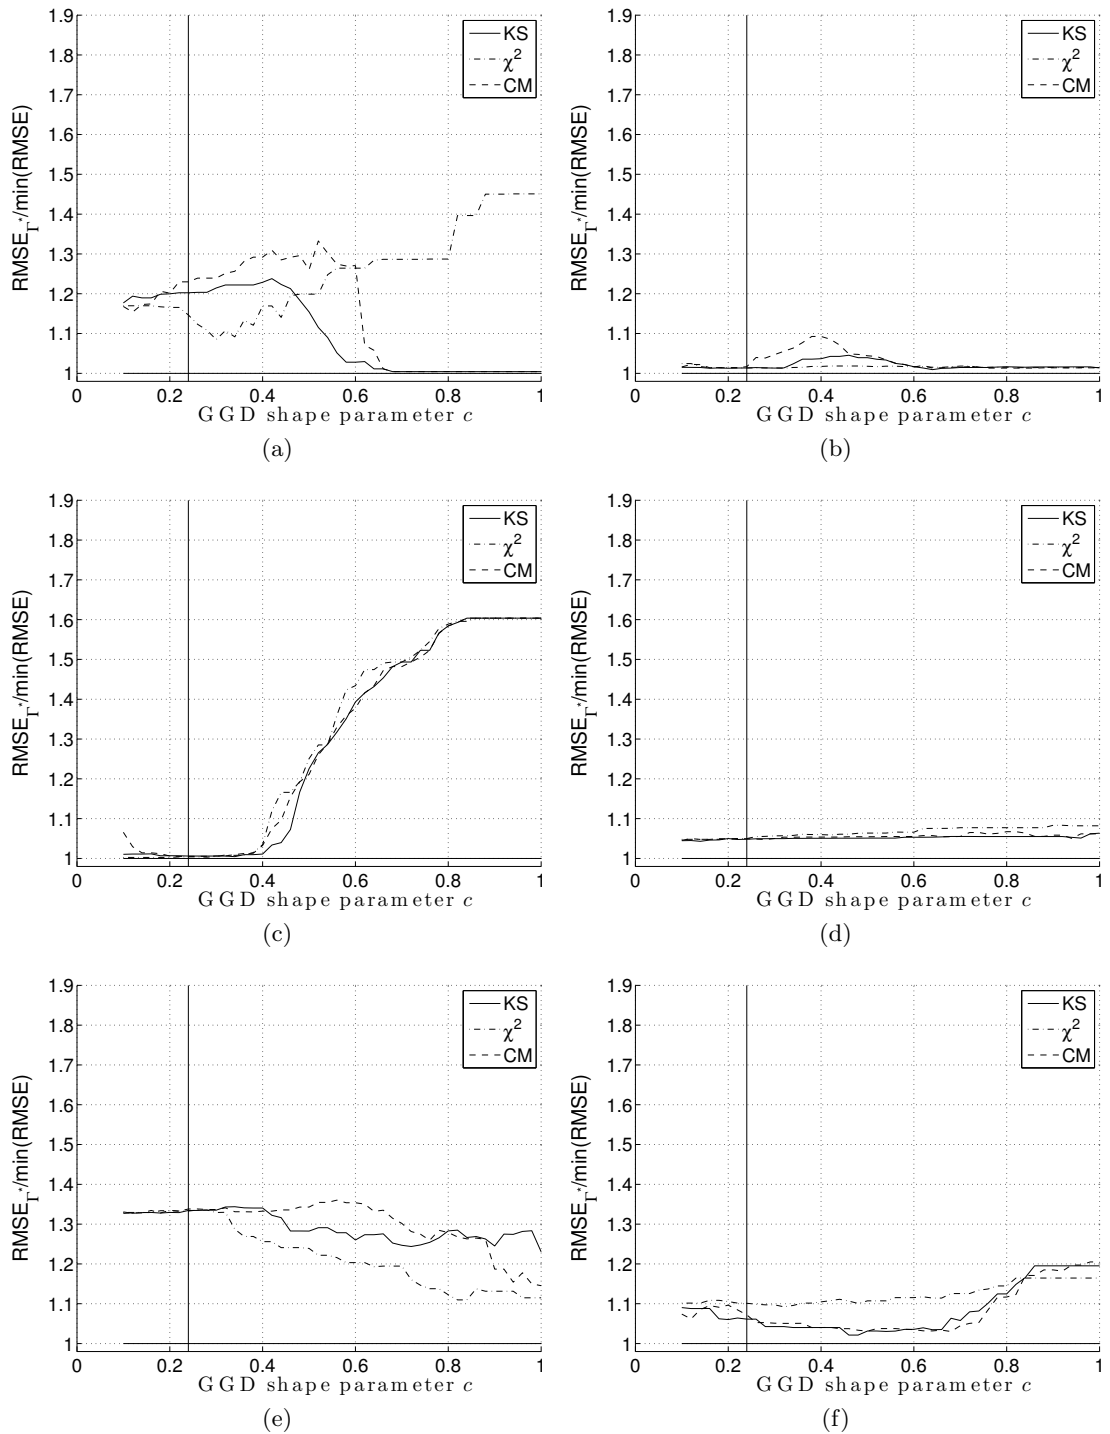 1.9
1.8
1.7
1.6
1.5
1.4
1.3
1.2
1.1
1
RMSE_Γ*/min(RMSE)
KS
χ²
CM
0 0.2 0.4 0.6 0.8 1
GGD shape parameter c
(a)
1.9
1.8
1.7
1.6
1.5
1.4
1.3
1.2
1.1
1
RMSE_Γ*/min(RMSE)
KS
χ²
CM
0 0.2 0.4 0.6 0.8 1
GGD shape parameter c
(b)
1.9
1.8
1.7
1.6
1.5
1.4
1.3
1.2
1.1
1
RMSE_Γ*/min(RMSE)
KS
χ²
CM
0 0.2 0.4 0.6 0.8 1
GGD shape parameter c
(c)
1.9
1.8
1.7
1.6
1.5
1.4
1.3
1.2
1.1
1
RMSE_Γ*/min(RMSE)
KS
χ²
CM
0 0.2 0.4 0.6 0.8 1
GGD shape parameter c
(d)
1.9
1.8
1.7
1.6
1.5
1.4
1.3
1.2
1.1
1
RMSE_Γ*/min(RMSE)
KS
χ²
CM
0 0.2 0.4 0.6 0.8 1
GGD shape parameter c
(e)
1.9
1.8
1.7
1.6
1.5
1.4
1.3
1.2
1.1
1
RMSE_Γ*/min(RMSE)
KS
χ²
CM
0 0.2 0.4 0.6 0.8 1
GGD shape parameter c
(f)